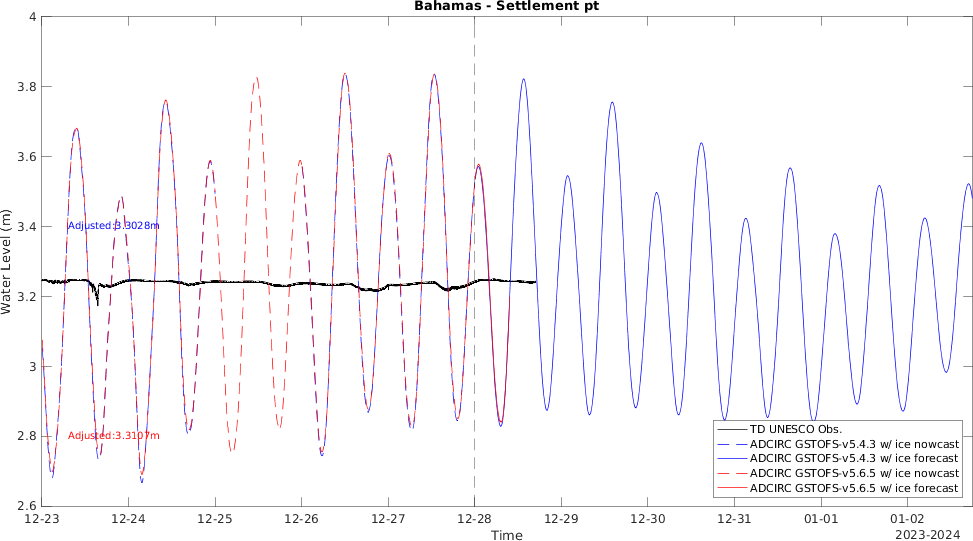 Bahamas - Settlement pt
4
3.8
3.6
3.4
3.2
3
2.8
2.6
Water Level (m)
Adjusted:3.3028m
Adjusted:3.3107m
TD UNESCO Obs.
ADCIRC GSTOFS-v5.4.3 w/ ice nowcast
ADCIRC GSTOFS-v5.4.3 w/ ice forecast
ADCIRC GSTOFS-v5.6.5 w/ ice nowcast
ADCIRC GSTOFS-v5.6.5 w/ ice forecast
12-23 12-24 12-25 12-26 12-27 12-28 12-29 12-30 12-31 01-01 01-02
Time
2023-2024